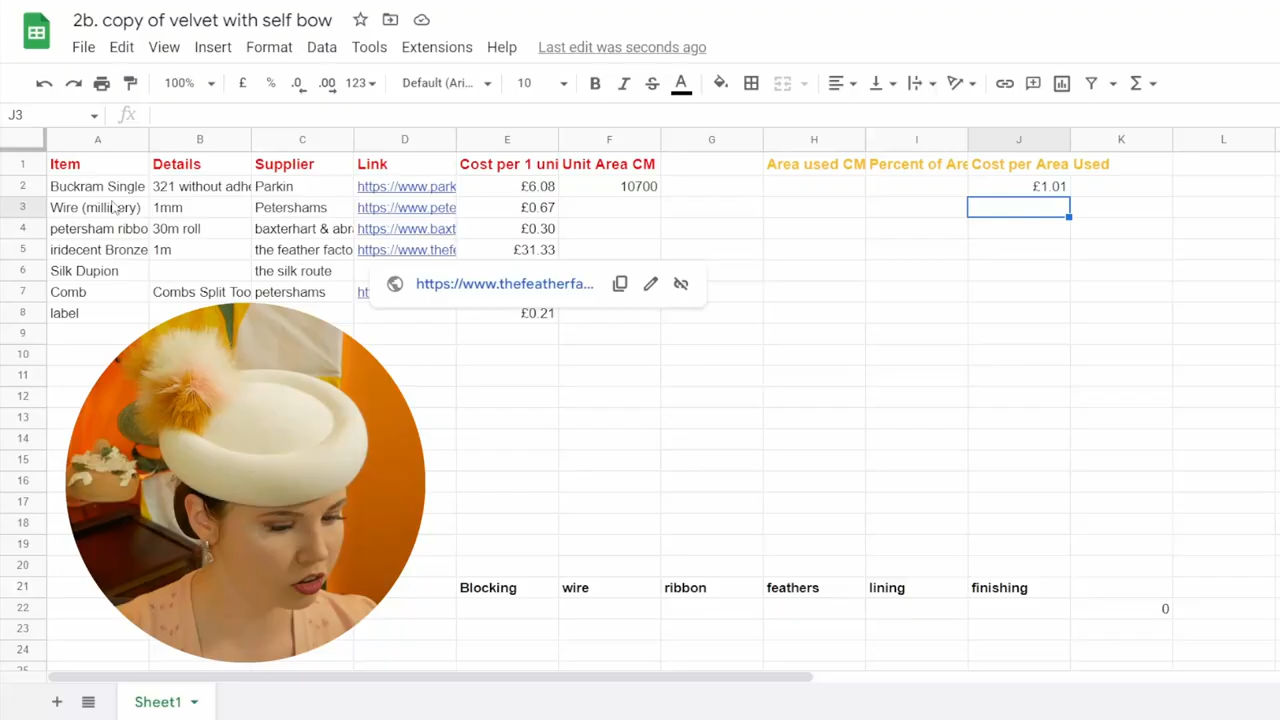 2b. copy of velvet with self bow
File Edit View Insert Format Data Tools Extensions Help Last edit was seconds ago
100% £ % .0 .00 123 Default (Ari... 10 B I S A
J3 fx
A B C D E F G H I J K L
1 Item Details Supplier Link Cost per 1 uni Unit Area CM Area used CM Percent of Are Cost per Area Used
2 Buckram Single 321 without adhe Parkin https://www.park £6.08 10700 £1.01
3 Wire (millinery) 1mm Petershams https://www.pete £0.67
4 petersham ribbo 30m roll baxterhart & abra https://www.baxt £0.30
5 iridecent Bronze 1m the feather facto https://www.thefe £31.33
6 Silk Dupion the silk route https://www.thefeatherfa...
7 Comb Combs Split Too petershams ht
8 label £0.21
9
10
11
12
13
14
15
16
17
18
19
20
21 Blocking wire ribbon feathers lining finishing
22 0
23
24
Sheet1